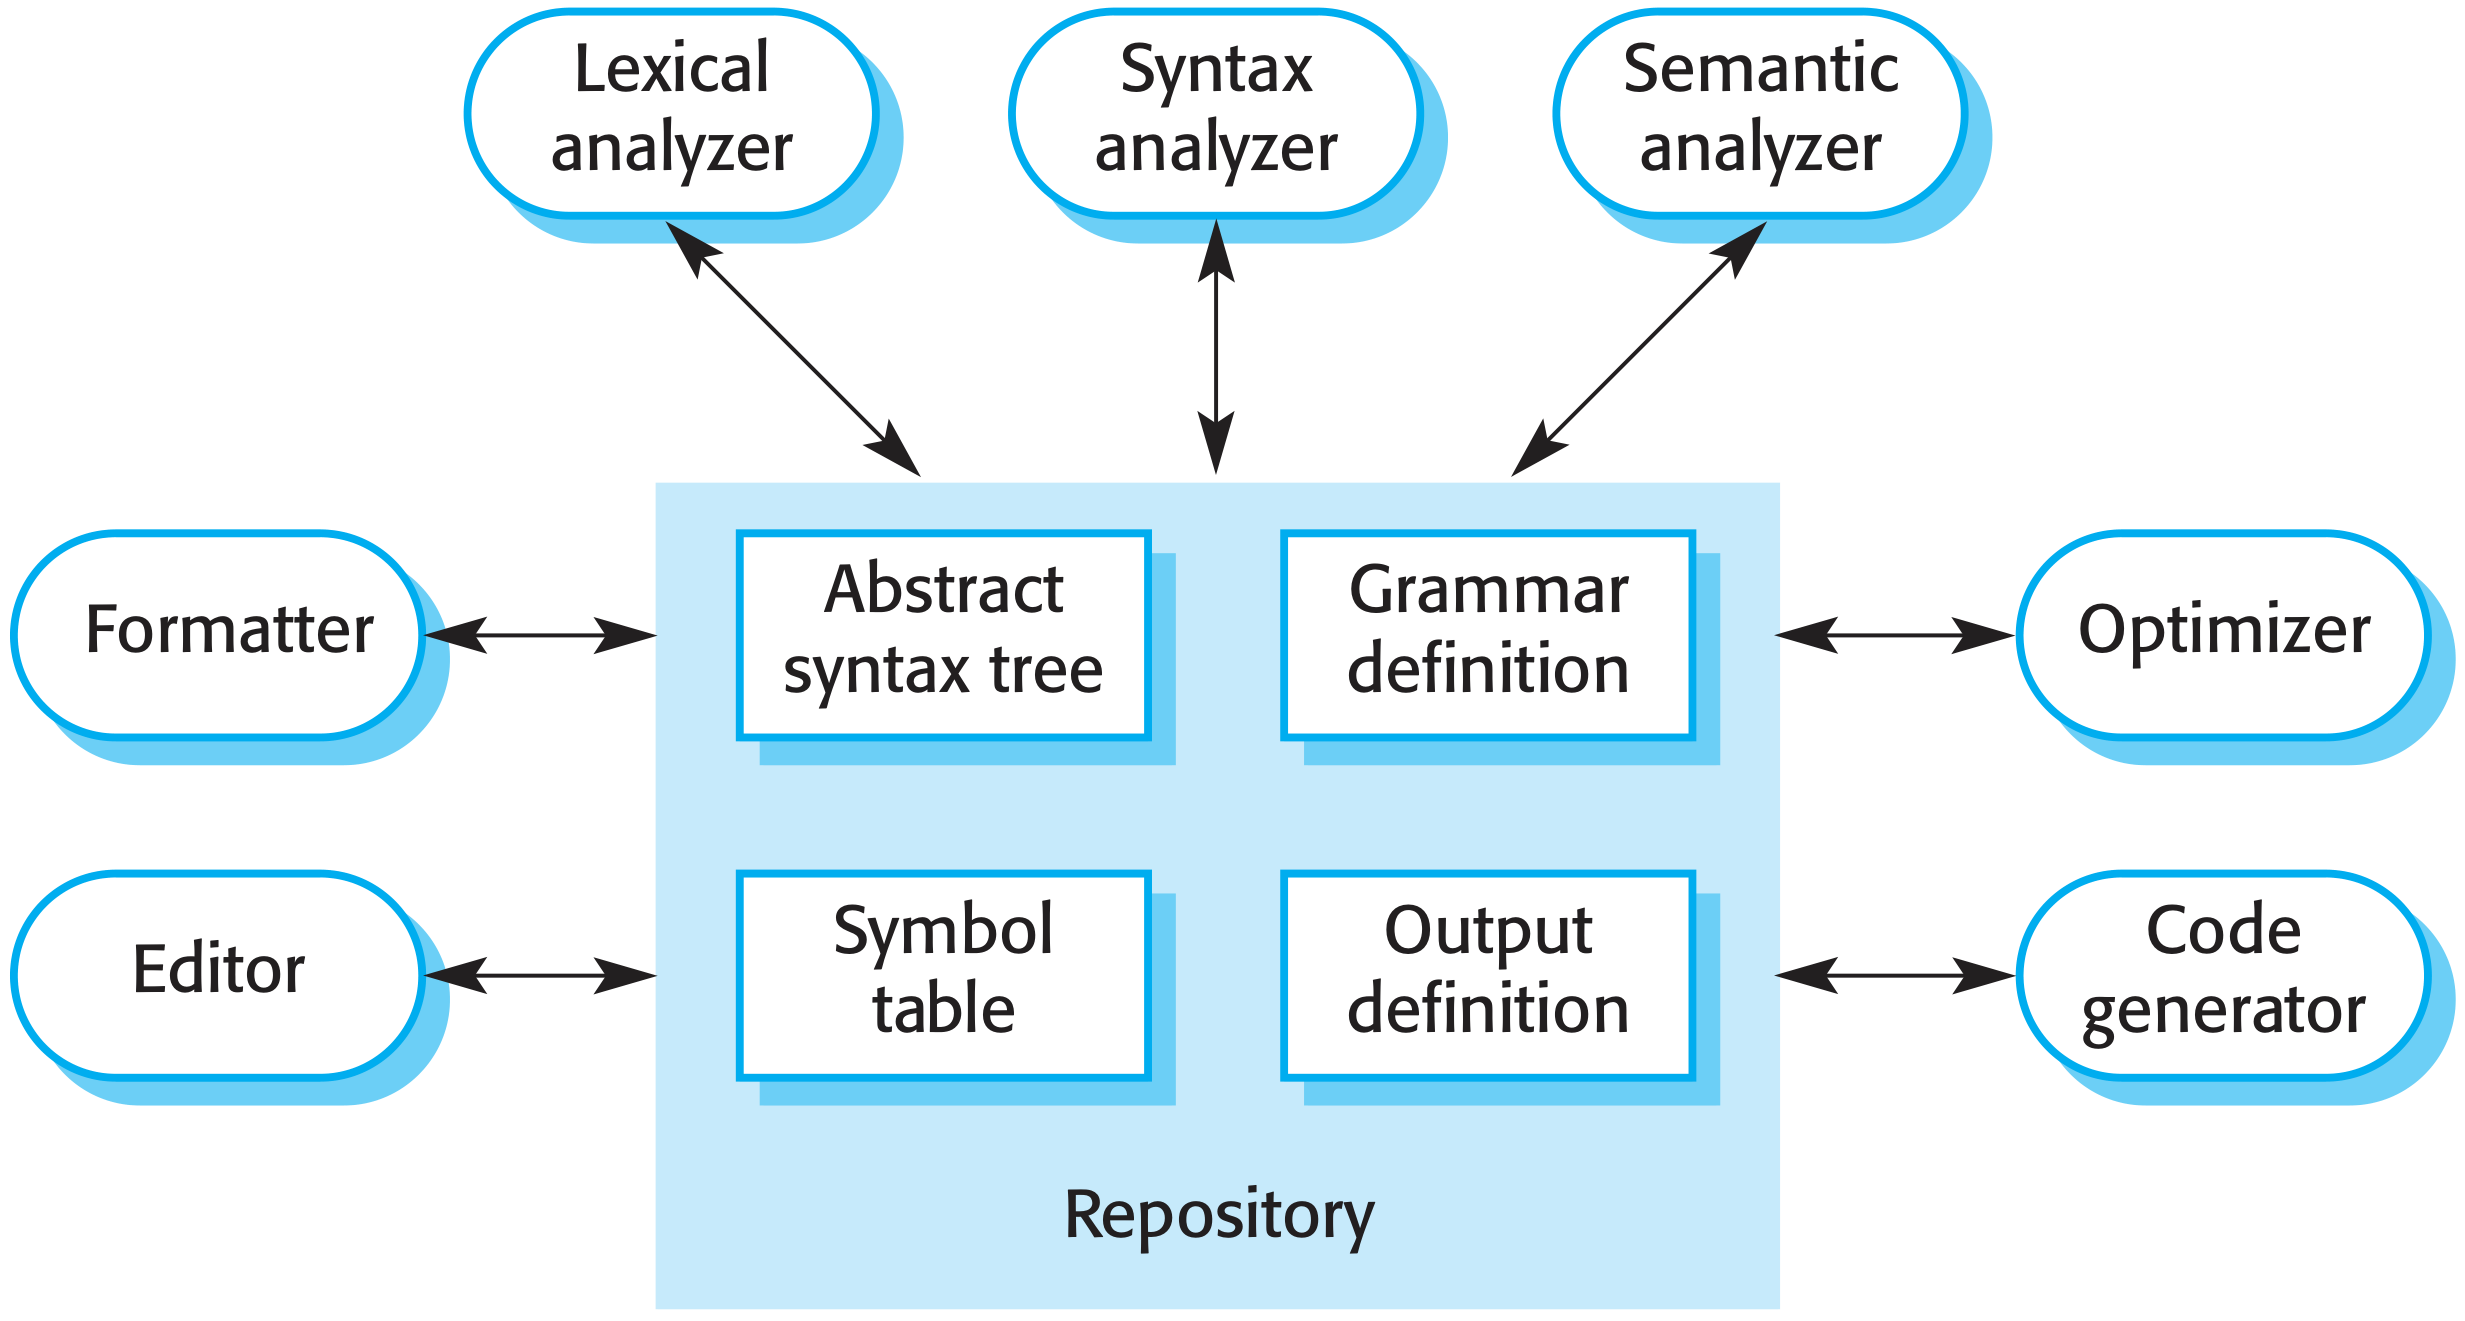 Lexical
analyzer
Syntax
analyzer
Semantic
analyzer
Formatter
Abstract
syntax tree
Grammar
definition
Optimizer
Editor
Symbol
table
Output
definition
Code
generator
Repository